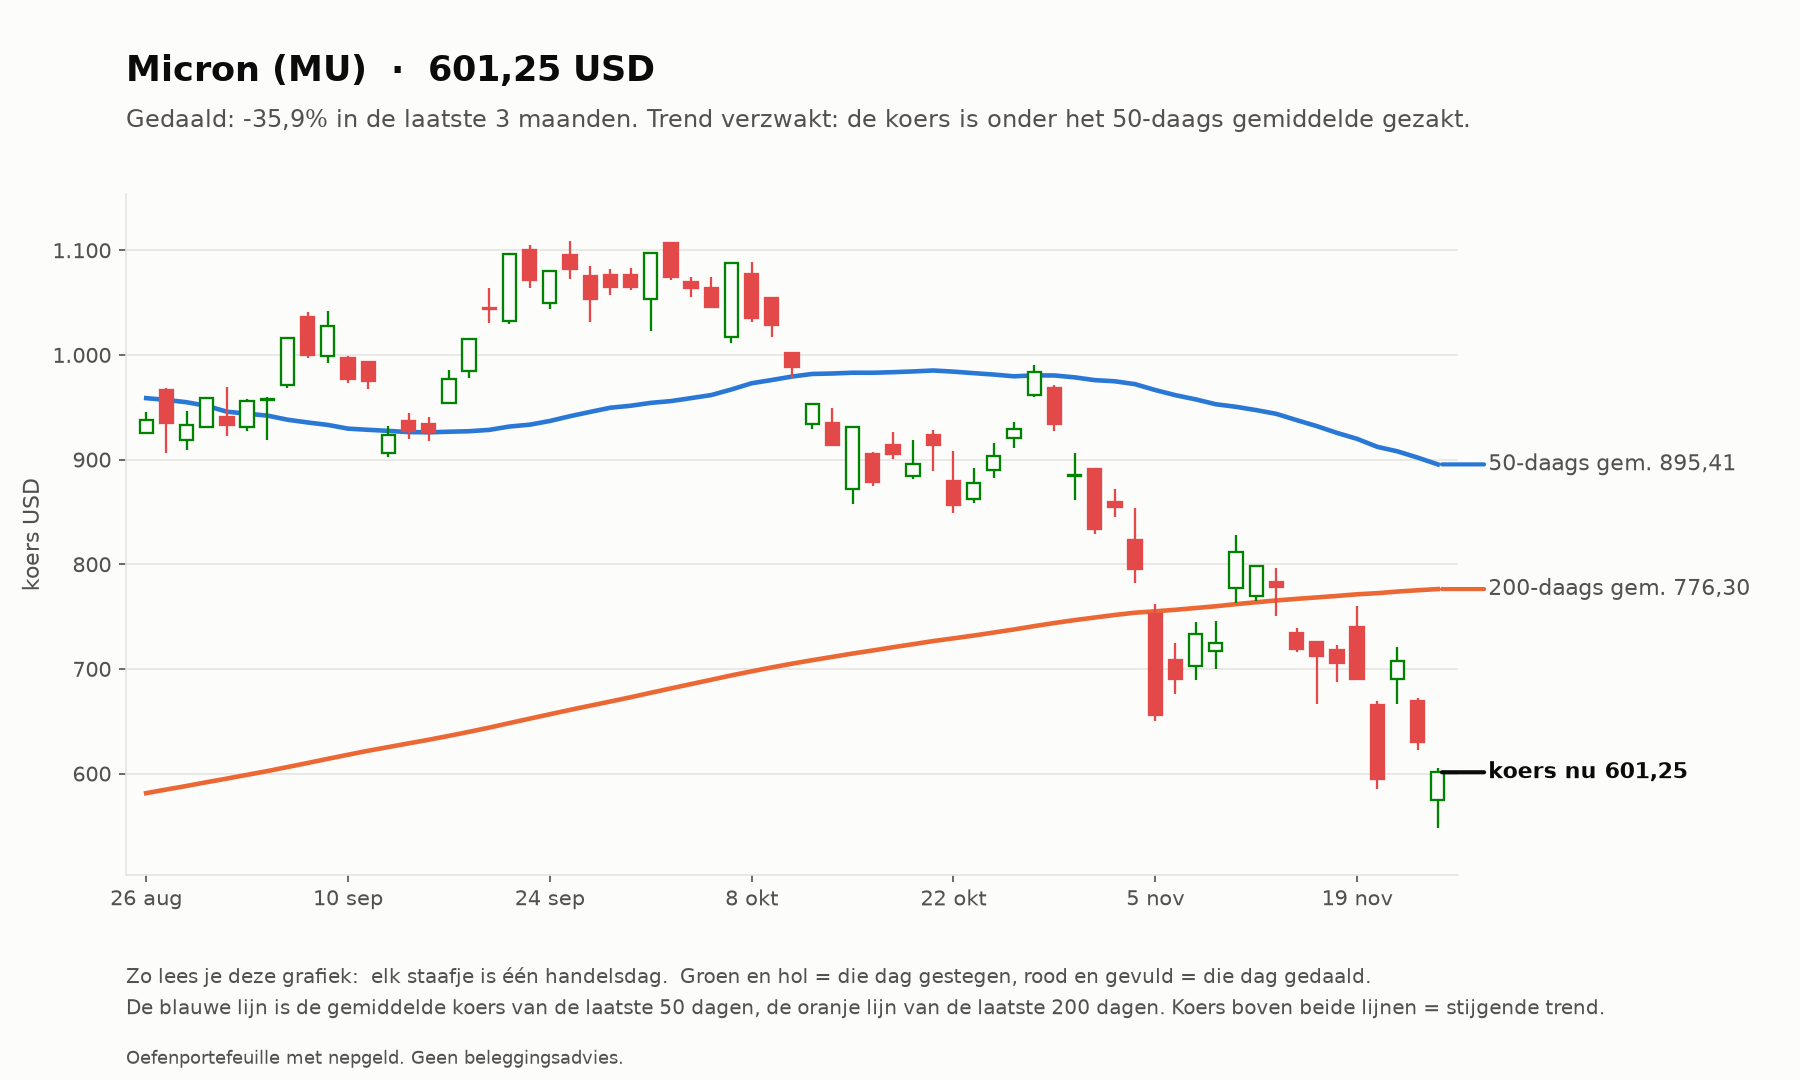 Micron (MU)  ·  601,25 USD
Gedaald: -35,9% in de laatste 3 maanden. Trend verzwakt: de koers is onder het 50-daags gemiddelde gezakt.
koers USD
1.100
1.000
900
800
700
600
50-daags gem. 895,41
200-daags gem. 776,30
koers nu 601,25
26 aug
10 sep
24 sep
8 okt
22 okt
5 nov
19 nov
Zo lees je deze grafiek:  elk staafje is één handelsdag.  Groen en hol = die dag gestegen, rood en gevuld = die dag gedaald.
De blauwe lijn is de gemiddelde koers van de laatste 50 dagen, de oranje lijn van de laatste 200 dagen. Koers boven beide lijnen = stijgende trend.
Oefenportefeuille met nepgeld. Geen beleggingsadvies.